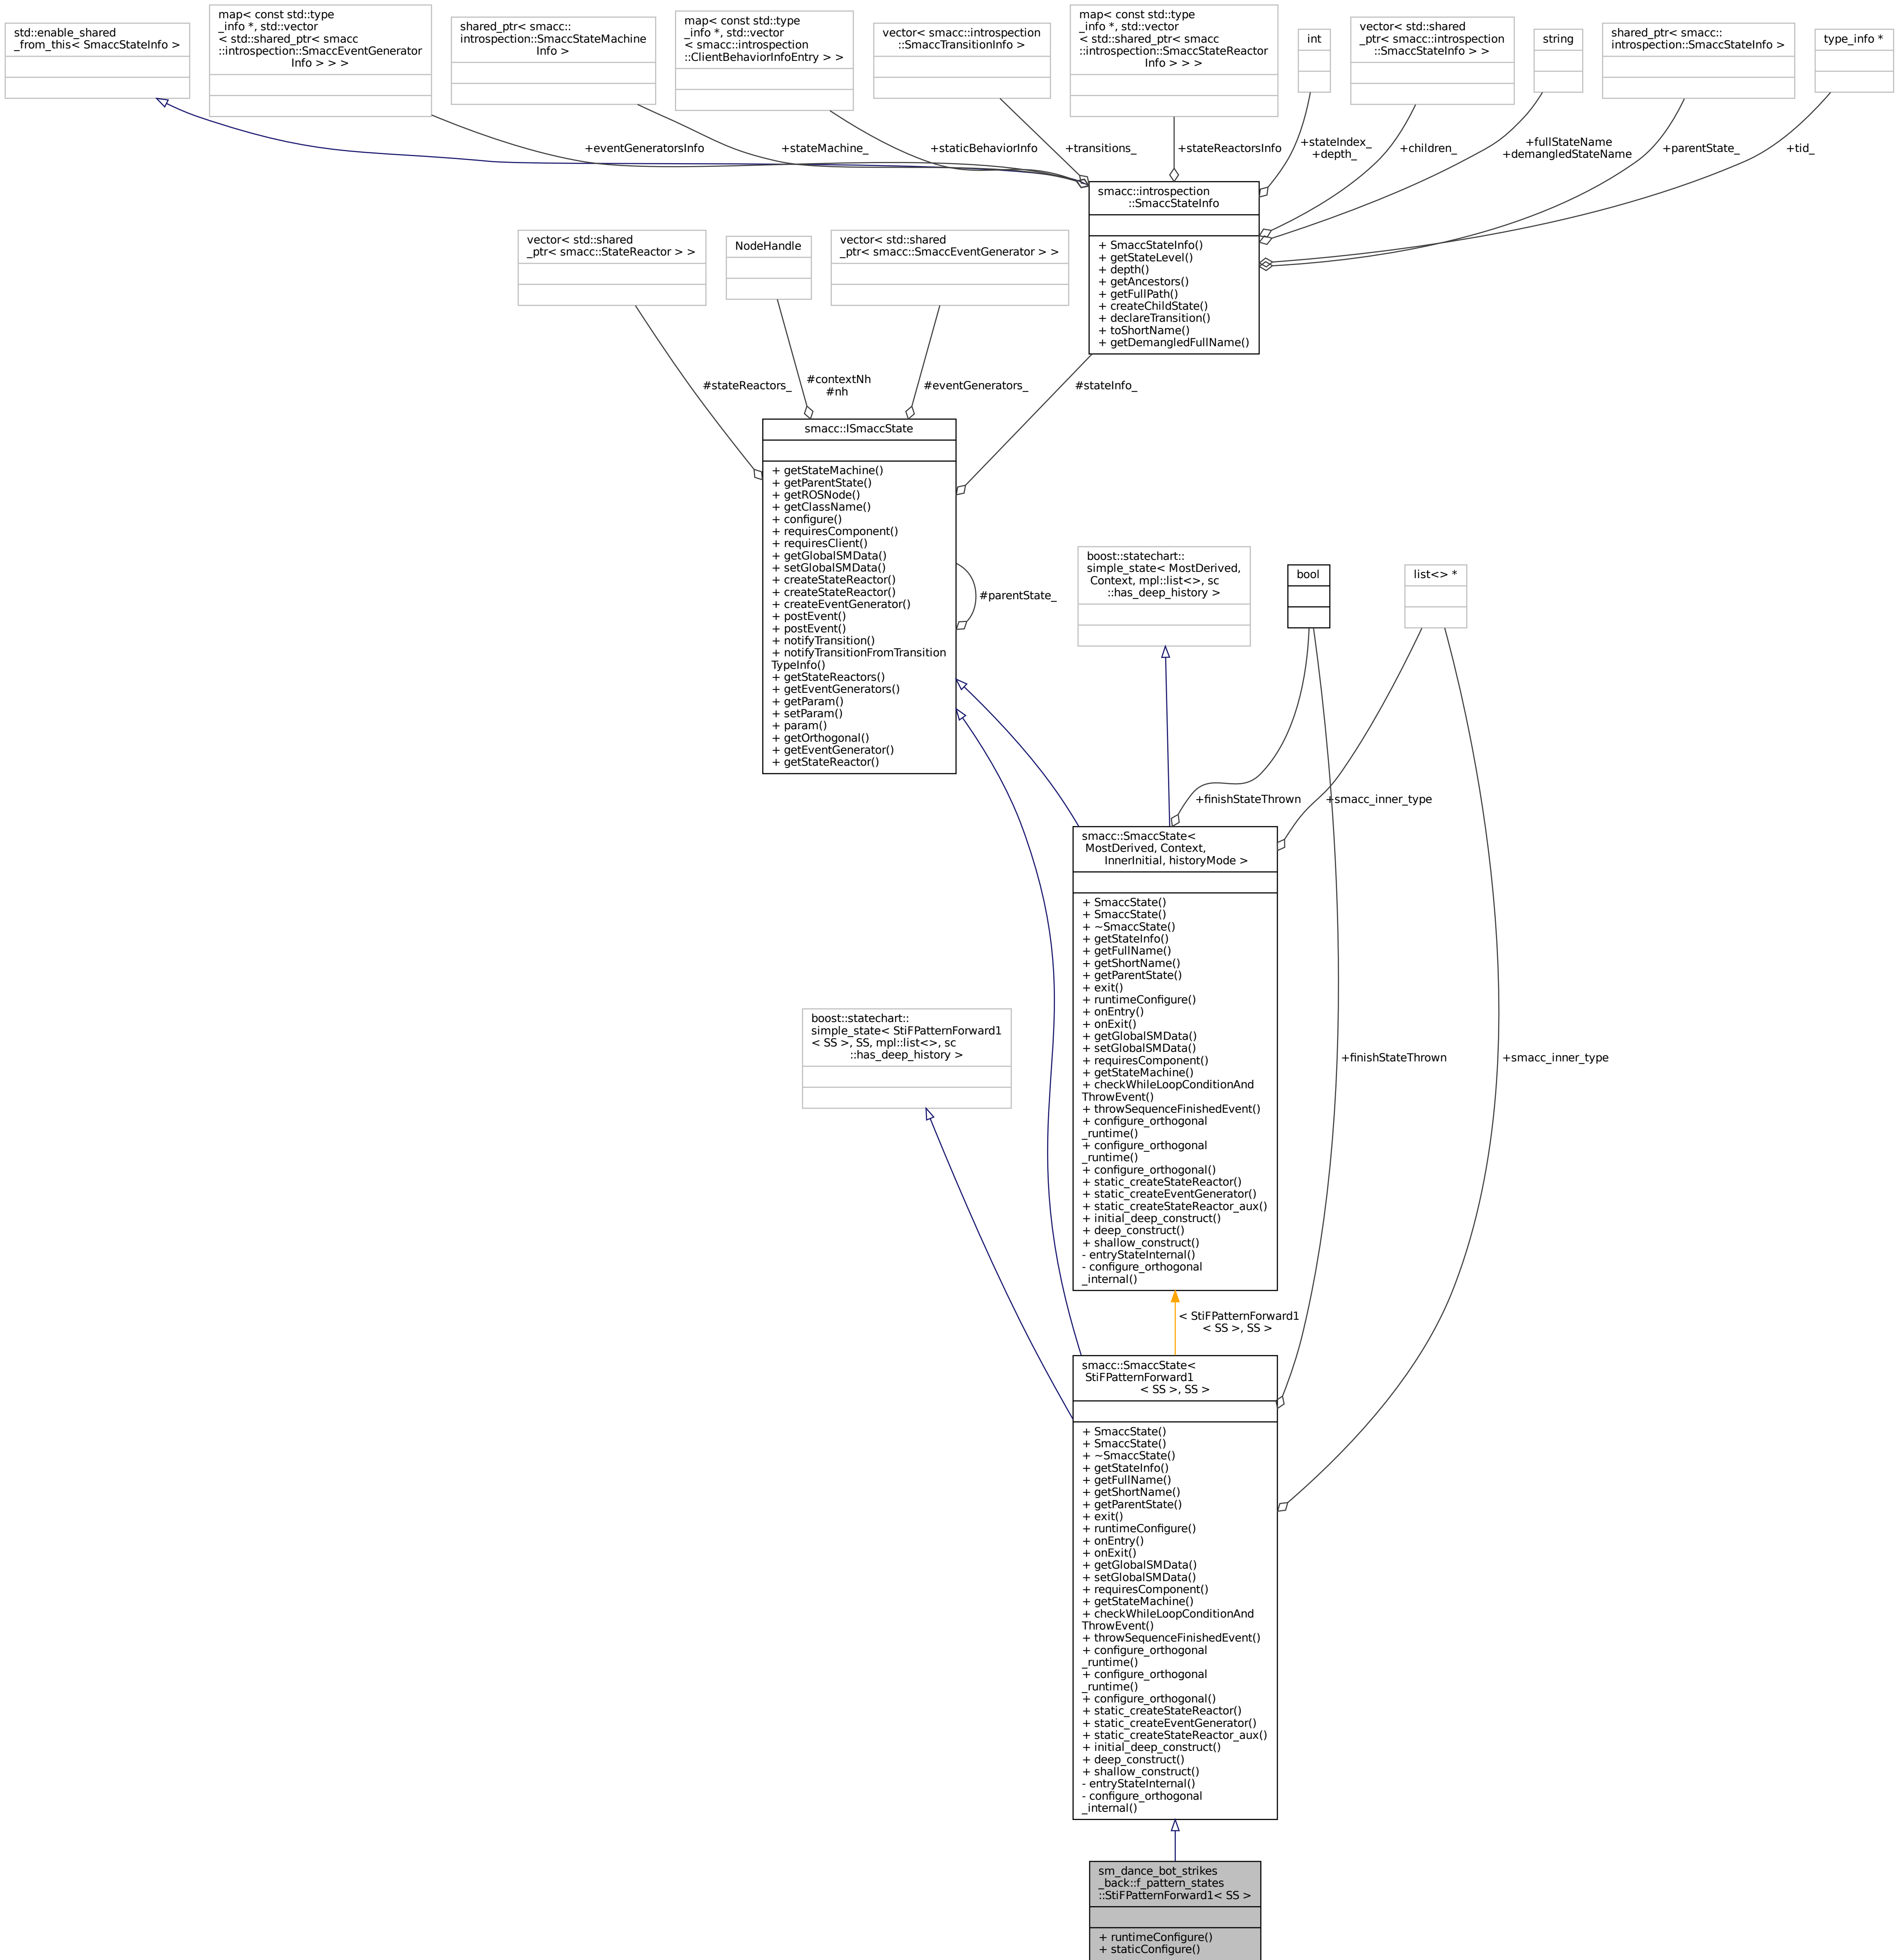 std::enable_shared
_from_this< SmaccStateInfo >
map< const std::type
_info *, std::vector
< std::shared_ptr< smacc
::introspection::SmaccEventGenerator
Info > > >
shared_ptr< smacc::
introspection::SmaccStateMachine
Info >
map< const std::type
_info *, std::vector
< smacc::introspection
::ClientBehaviorInfoEntry > >
vector< smacc::introspection
::SmaccTransitionInfo >
map< const std::type
_info *, std::vector
< std::shared_ptr< smacc
::introspection::SmaccStateReactor
Info > > >
int
vector< std::shared
_ptr< smacc::introspection
::SmaccStateInfo > >
string
shared_ptr< smacc::
introspection::SmaccStateInfo >
type_info *
+eventGeneratorsInfo
+stateMachine_
+staticBehaviorInfo
+transitions_
+stateReactorsInfo
+stateIndex_
+depth_
+children_
+fullStateName
+demangledStateName
+parentState_
+tid_
smacc::introspection
::SmaccStateInfo
+ SmaccStateInfo()
+ getStateLevel()
+ depth()
+ getAncestors()
+ getFullPath()
+ createChildState()
+ declareTransition()
+ toShortName()
+ getDemangledFullName()
vector< std::shared
_ptr< smacc::StateReactor > >
NodeHandle
vector< std::shared
_ptr< smacc::SmaccEventGenerator > >
#stateReactors_
#contextNh
#nh
#eventGenerators_
#stateInfo_
smacc::ISmaccState
+ getStateMachine()
+ getParentState()
+ getROSNode()
+ getClassName()
+ configure()
+ requiresComponent()
+ requiresClient()
+ getGlobalSMData()
+ setGlobalSMData()
+ createStateReactor()
+ createStateReactor()
+ createEventGenerator()
+ postEvent()
+ postEvent()
+ notifyTransition()
+ notifyTransitionFromTransition
TypeInfo()
+ getStateReactors()
+ getEventGenerators()
+ getParam()
+ setParam()
+ param()
+ getOrthogonal()
+ getEventGenerator()
+ getStateReactor()
#parentState_
boost::statechart::
simple_state< MostDerived,
Context, mpl::list<>, sc
::has_deep_history >
bool
list<> *
+finishStateThrown
+smacc_inner_type
smacc::SmaccState<
MostDerived, Context,
InnerInitial, historyMode >
+ SmaccState()
+ SmaccState()
+ ~SmaccState()
+ getStateInfo()
+ getFullName()
+ getShortName()
+ getParentState()
+ exit()
+ runtimeConfigure()
+ onEntry()
+ onExit()
+ getGlobalSMData()
+ setGlobalSMData()
+ requiresComponent()
+ getStateMachine()
+ checkWhileLoopConditionAnd
ThrowEvent()
+ throwSequenceFinishedEvent()
+ configure_orthogonal
_runtime()
+ configure_orthogonal
_runtime()
+ configure_orthogonal()
+ static_createStateReactor()
+ static_createEventGenerator()
+ static_createStateReactor_aux()
+ initial_deep_construct()
+ deep_construct()
+ shallow_construct()
- entryStateInternal()
- configure_orthogonal
_internal()
boost::statechart::
simple_state< StiFPatternForward1
< SS >, SS, mpl::list<>, sc
::has_deep_history >
+finishStateThrown
+smacc_inner_type
< StiFPatternForward1
< SS >, SS >
smacc::SmaccState<
StiFPatternForward1
< SS >, SS >
+ SmaccState()
+ SmaccState()
+ ~SmaccState()
+ getStateInfo()
+ getFullName()
+ getShortName()
+ getParentState()
+ exit()
+ runtimeConfigure()
+ onEntry()
+ onExit()
+ getGlobalSMData()
+ setGlobalSMData()
+ requiresComponent()
+ getStateMachine()
+ checkWhileLoopConditionAnd
ThrowEvent()
+ throwSequenceFinishedEvent()
+ configure_orthogonal
_runtime()
+ configure_orthogonal
_runtime()
+ configure_orthogonal()
+ static_createStateReactor()
+ static_createEventGenerator()
+ static_createStateReactor_aux()
+ initial_deep_construct()
+ deep_construct()
+ shallow_construct()
- entryStateInternal()
- configure_orthogonal
_internal()
sm_dance_bot_strikes
_back::f_pattern_states
::StiFPatternForward1< SS >
+ runtimeConfigure()
+ staticConfigure()